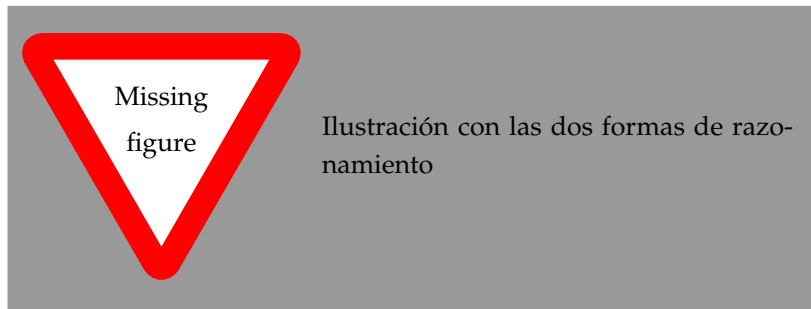 Missing
figure
Ilustración con las dos formas de razo-
namiento